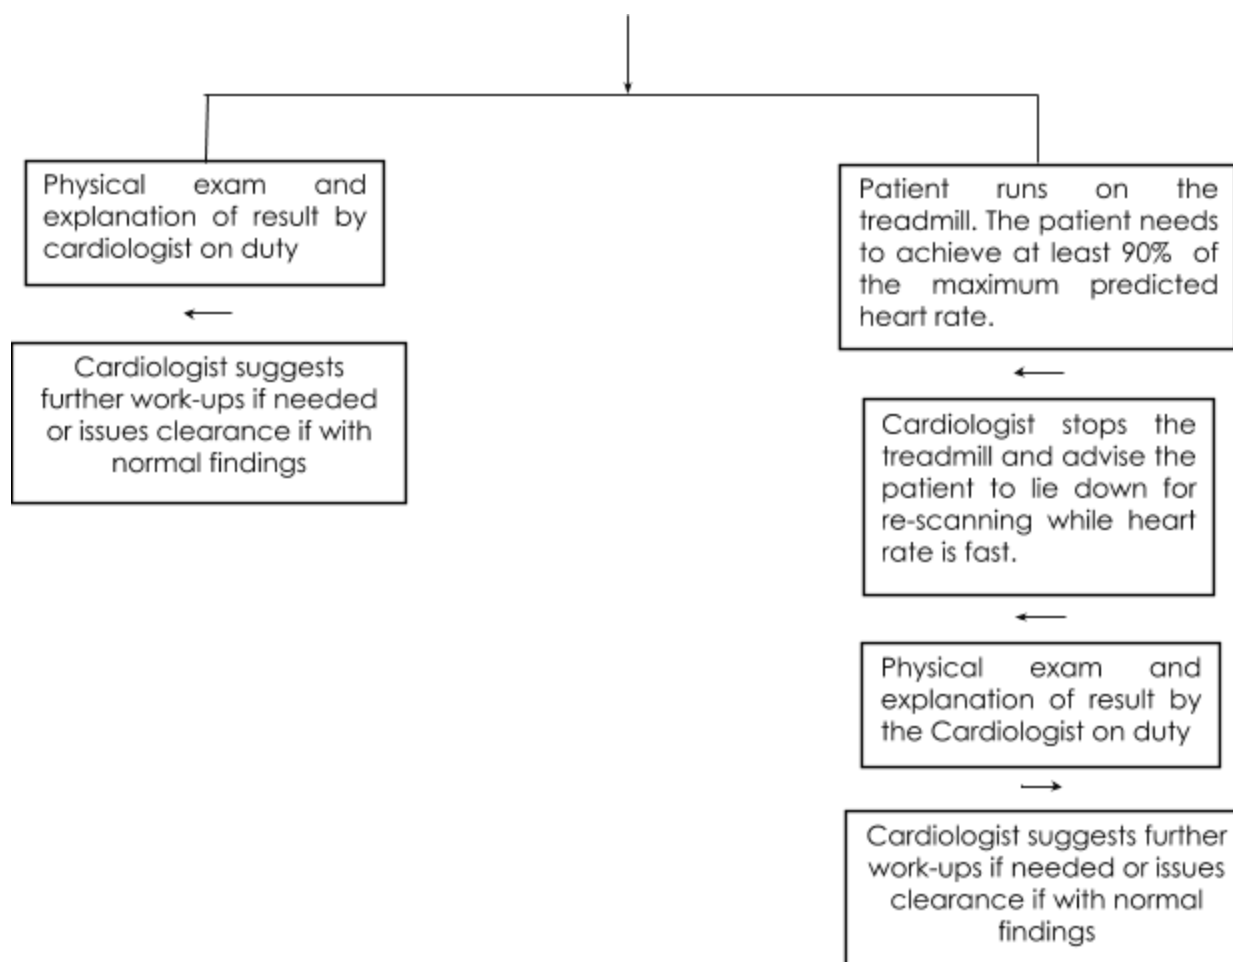 Physical exam and
explanation of result by
cardiologist on duty
Cardiologist suggests
further work-ups if needed
or issues clearance if with
normal findings
Patient runs on the
treadmill. The patient needs
to achieve at least 90% of
the maximum predicted
heart rate.
Cardiologist stops the
treadmill and advise the
patient to lie down for
re-scanning while heart
rate is fast.
Physical exam and
explanation of result by
the Cardiologist on duty
Cardiologist suggests further
work-ups if needed or issues
clearance if with normal
findings